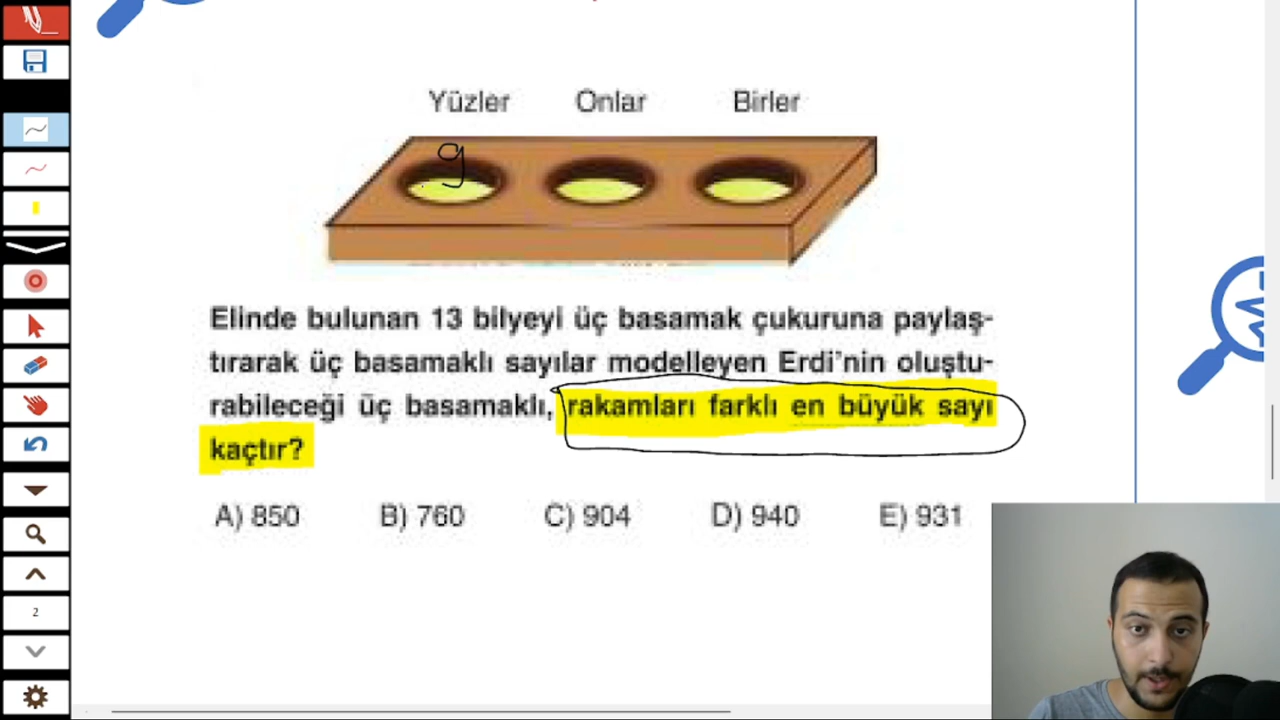 Yüzler Onlar Birler
9
Elinde bulunan 13 bilyeyi üç basamak çukuruna paylaş-
tırarak üç basamaklı sayılar modelleyen Erdi'nin oluştu-
rabileceği üç basamaklı, rakamları farklı en büyük sayı
kaçtır?
A) 850 B) 760 C) 904 D) 940 E) 931
2